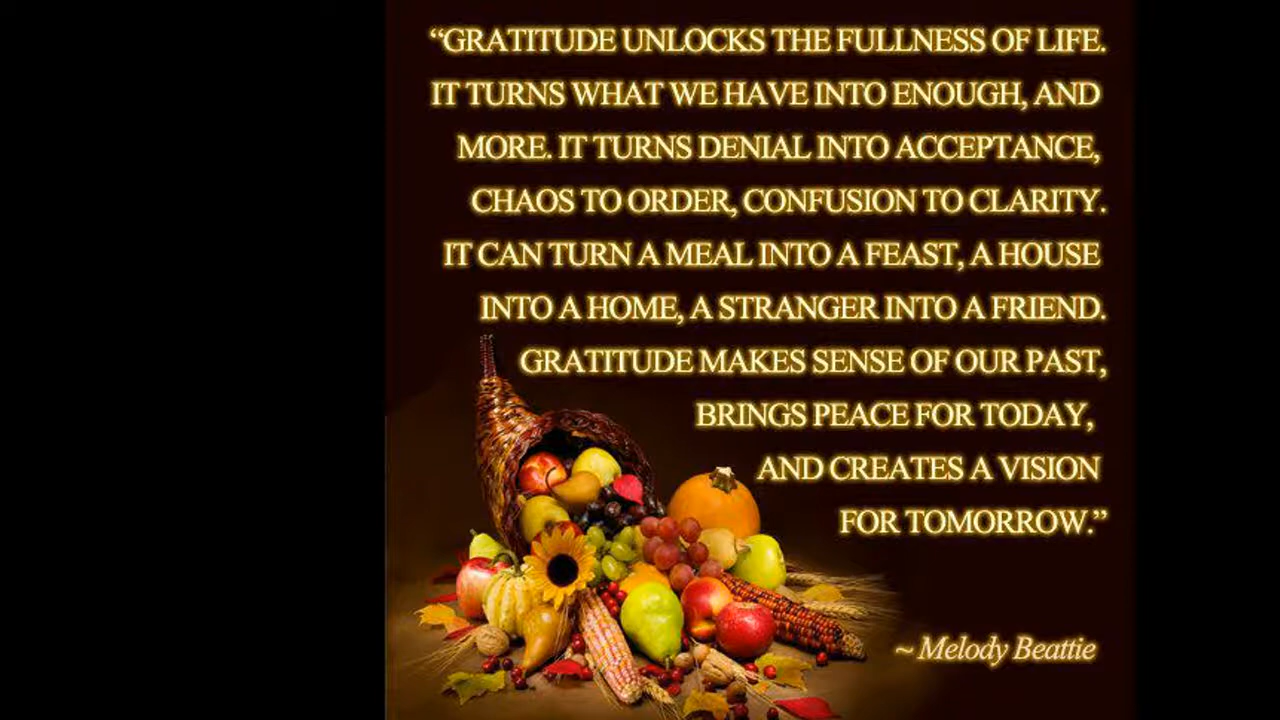 “GRATITUDE UNLOCKS THE FULLNESS OF LIFE.
IT TURNS WHAT WE HAVE INTO ENOUGH, AND
MORE. IT TURNS DENIAL INTO ACCEPTANCE,
CHAOS TO ORDER, CONFUSION TO CLARITY.
IT CAN TURN A MEAL INTO A FEAST, A HOUSE
INTO A HOME, A STRANGER INTO A FRIEND.
GRATITUDE MAKES SENSE OF OUR PAST,
BRINGS PEACE FOR TODAY,
AND CREATES A VISION
FOR TOMORROW.”
~ Melody Beattie